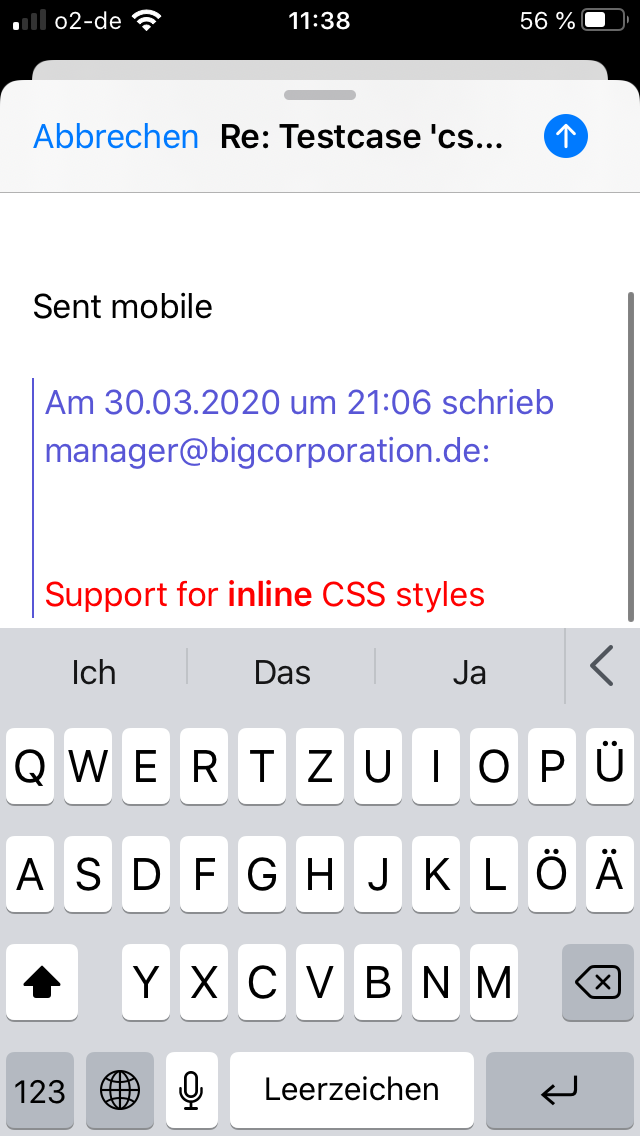 o2-de 11:38 56 %
Abbrechen Re: Testcase 'cs...
Sent mobile
Am 30.03.2020 um 21:06 schrieb
manager@bigcorporation.de:
Support for inline CSS styles
Ich Das Ja
Q W E R T Z U I O P Ü
A S D F G H J K L Ö Ä
Y X C V B N M
123 Leerzeichen